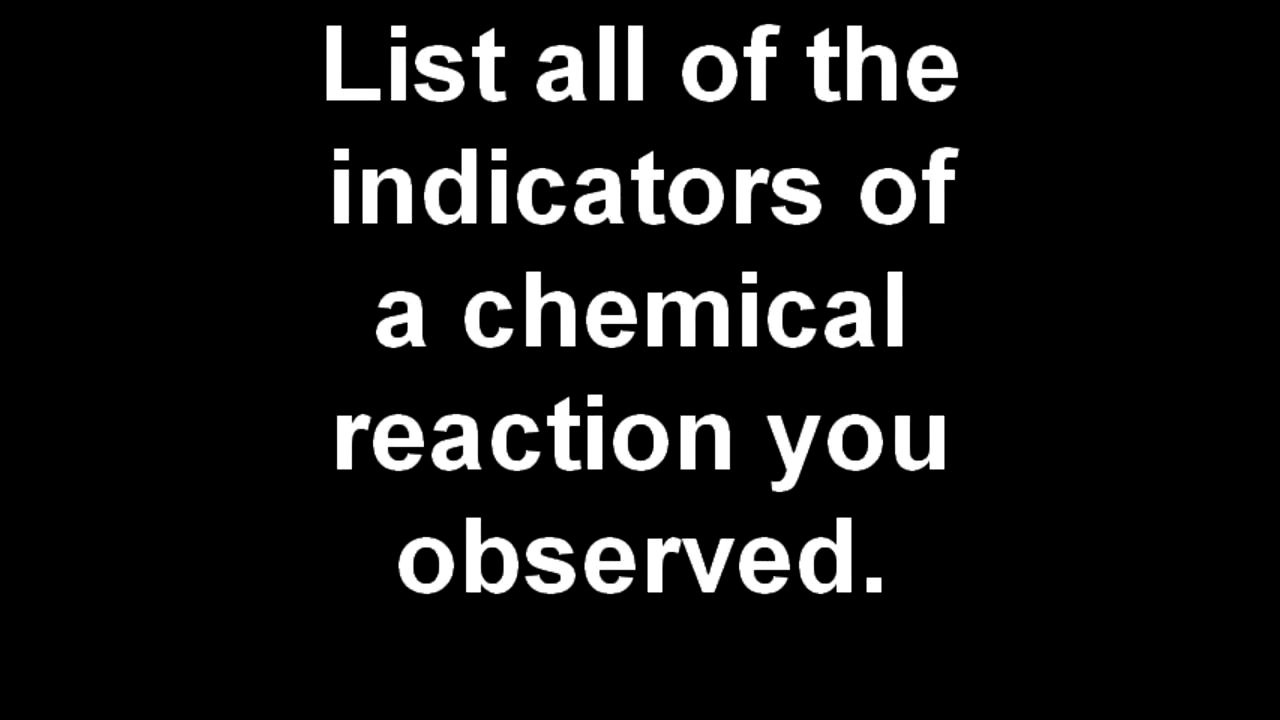 List all of the
indicators of
a chemical
reaction you
observed.